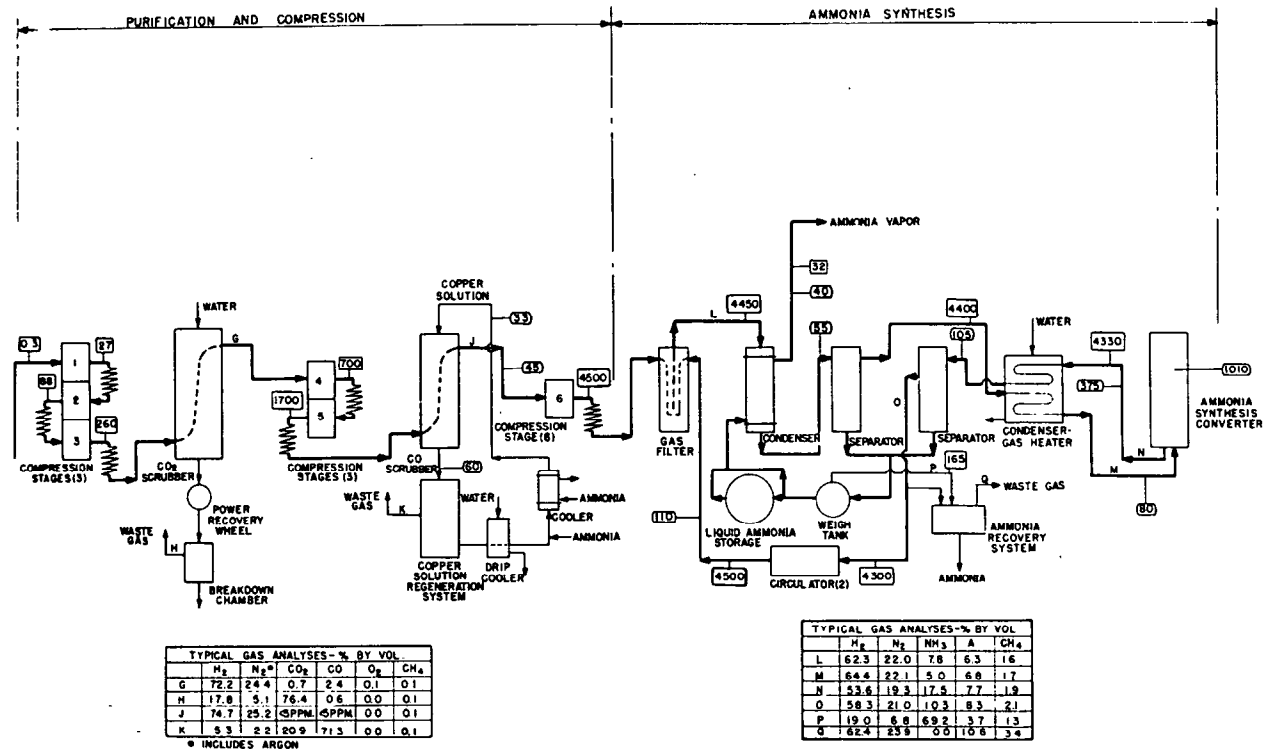 PURIFICATION AND COMPRESSION
AMMONIA SYNTHESIS
AMMONIA VAPOR
32
40
COPPER
SOLUTION
WATER
G
0.3
1
27
88
2
3
260
COMPRESSION
STAGES(3)
CO2
SCRUBBER
POWER
RECOVERY
WHEEL
WASTE
GAS
H
BREAKDOWN
CHAMBER
4
700
1700
5
COMPRESSION
STAGES (3)
J
45
6
4500
COMPRESSION
STAGE(6)
CO
SCRUBBER
60
WASTE
GAS
K
WATER
COPPER
SOLUTION
REGENERATION
SYSTEM
DRIP
COOLER
COOLER
AMMONIA
AMMONIA
L
4450
GAS
FILTER
CONDENSER
SEPARATOR
SEPARATOR
O
4400
105
WATER
4330
375
1010
CONDENSER-
GAS HEATER
AMMONIA
SYNTHESIS
CONVERTER
N
M
80
110
LIQUID AMMONIA
STORAGE
WEIGH
TANK
P
165
Q
WASTE GAS
AMMONIA
RECOVERY
SYSTEM
AMMONIA
4500
CIRCULATOR(2)
4300
TYPICAL GAS ANALYSES-% BY VOL.
H2 N2* CO2 CO O2 CH4
G 72.2 24.4 0.7 2.4 0.1 0.1
H 17.8 5.1 76.4 0.6 0.0 0.1
J 74.7 25.2 <5PPM <5PPM 0.0 0.1
K 5.3 2.2 20.9 71.3 0.0 0.1
* INCLUDES ARGON
TYPICAL GAS ANALYSES-% BY VOL
H2 N2 NH3 A CH4
L 62.3 22.0 7.8 6.3 1.6
M 64.4 22.1 5.0 6.8 1.7
N 53.6 19.3 17.5 7.7 1.9
O 58.3 21.0 10.3 8.3 2.1
P 19.0 6.8 69.2 3.7 1.3
Q 62.4 23.9 0.0 10.6 3.4